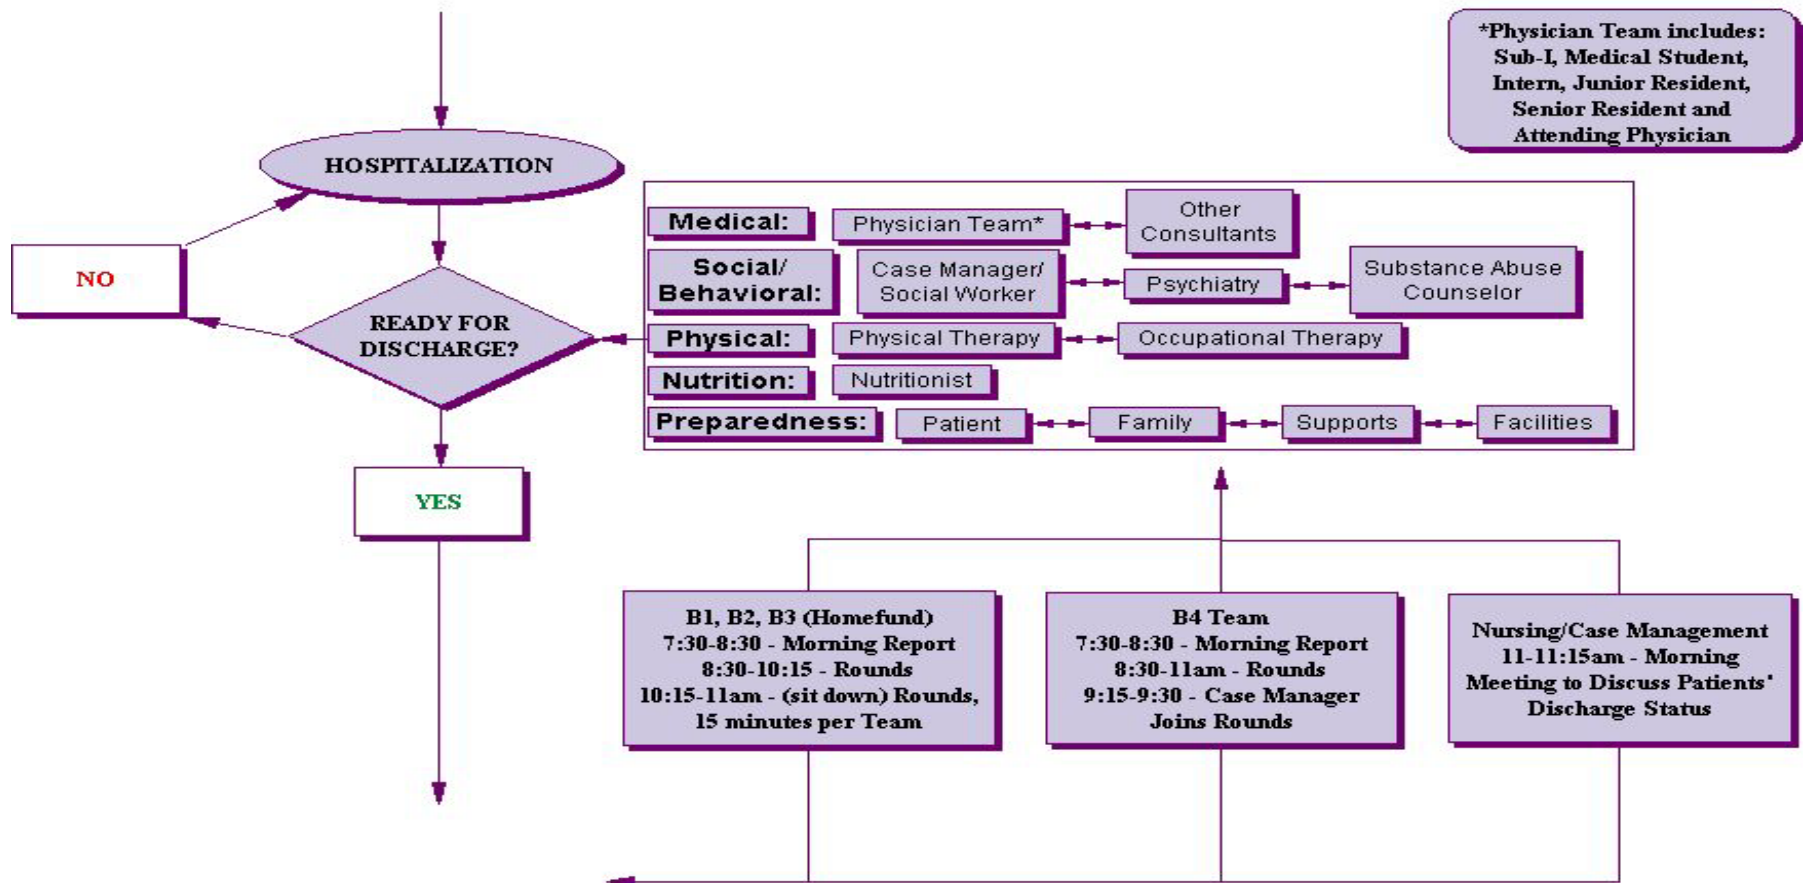 *Physician Team includes:
Sub-I, Medical Student,
Intern, Junior Resident,
Senior Resident and
Attending Physician
HOSPITALIZATION
NO
READY FOR
DISCHARGE?
YES
Medical:
Physician Team*
Other
Consultants
Social/
Behavioral:
Case Manager/
Social Worker
Psychiatry
Substance Abuse
Counselor
Physical:
Physical Therapy
Occupational Therapy
Nutrition:
Nutritionist
Preparedness:
Patient
Family
Supports
Facilities
B1, B2, B3 (Homefund)
7:30-8:30 - Morning Report
8:30-10:15 - Rounds
10:15-11am - (sit down) Rounds,
15 minutes per Team
B4 Team
7:30-8:30 - Morning Report
8:30-11am - Rounds
9:15-9:30 - Case Manager
Joins Rounds
Nursing/Case Management
11-11:15am - Morning
Meeting to Discuss Patients'
Discharge Status